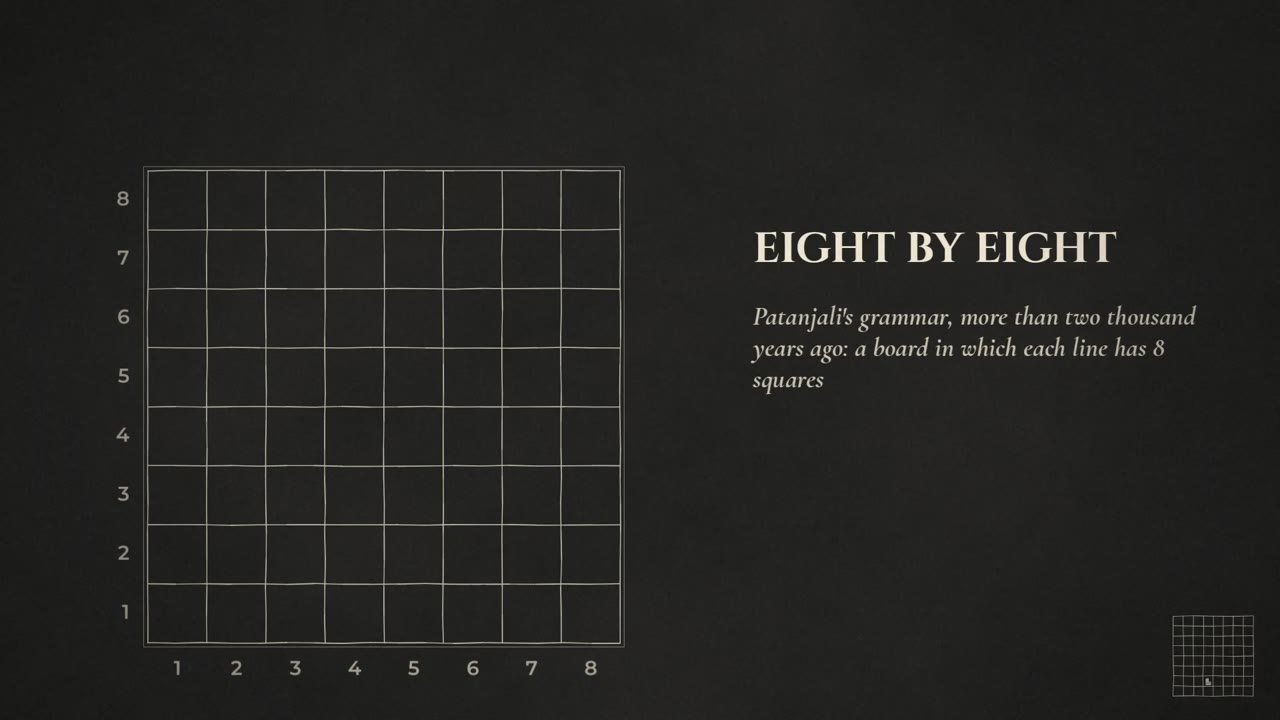 EIGHT BY EIGHT
Patanjali's grammar, more than two thousand
years ago: a board in which each line has 8
squares
8
7
6
5
4
3
2
1
1 2 3 4 5 6 7 8